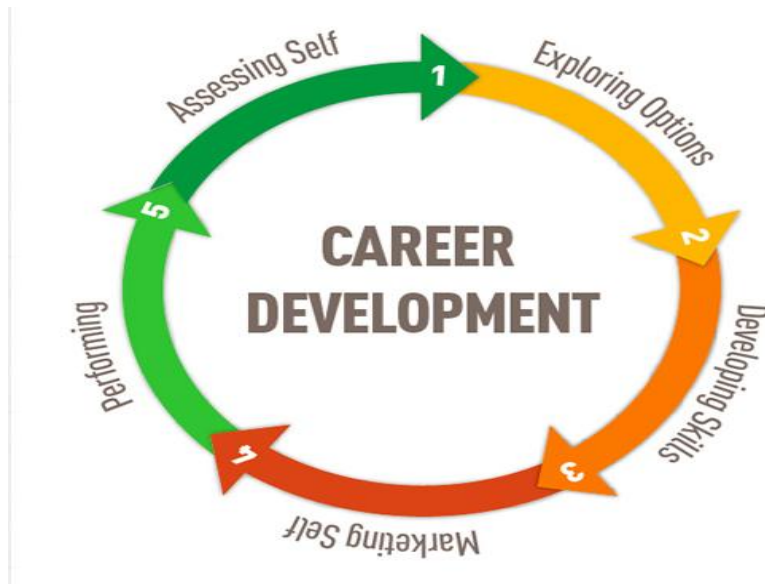 CAREER
DEVELOPMENT
1
Assessing Self
2
Exploring Options
3
Developing Skills
4
Marketing Self
5
Performing